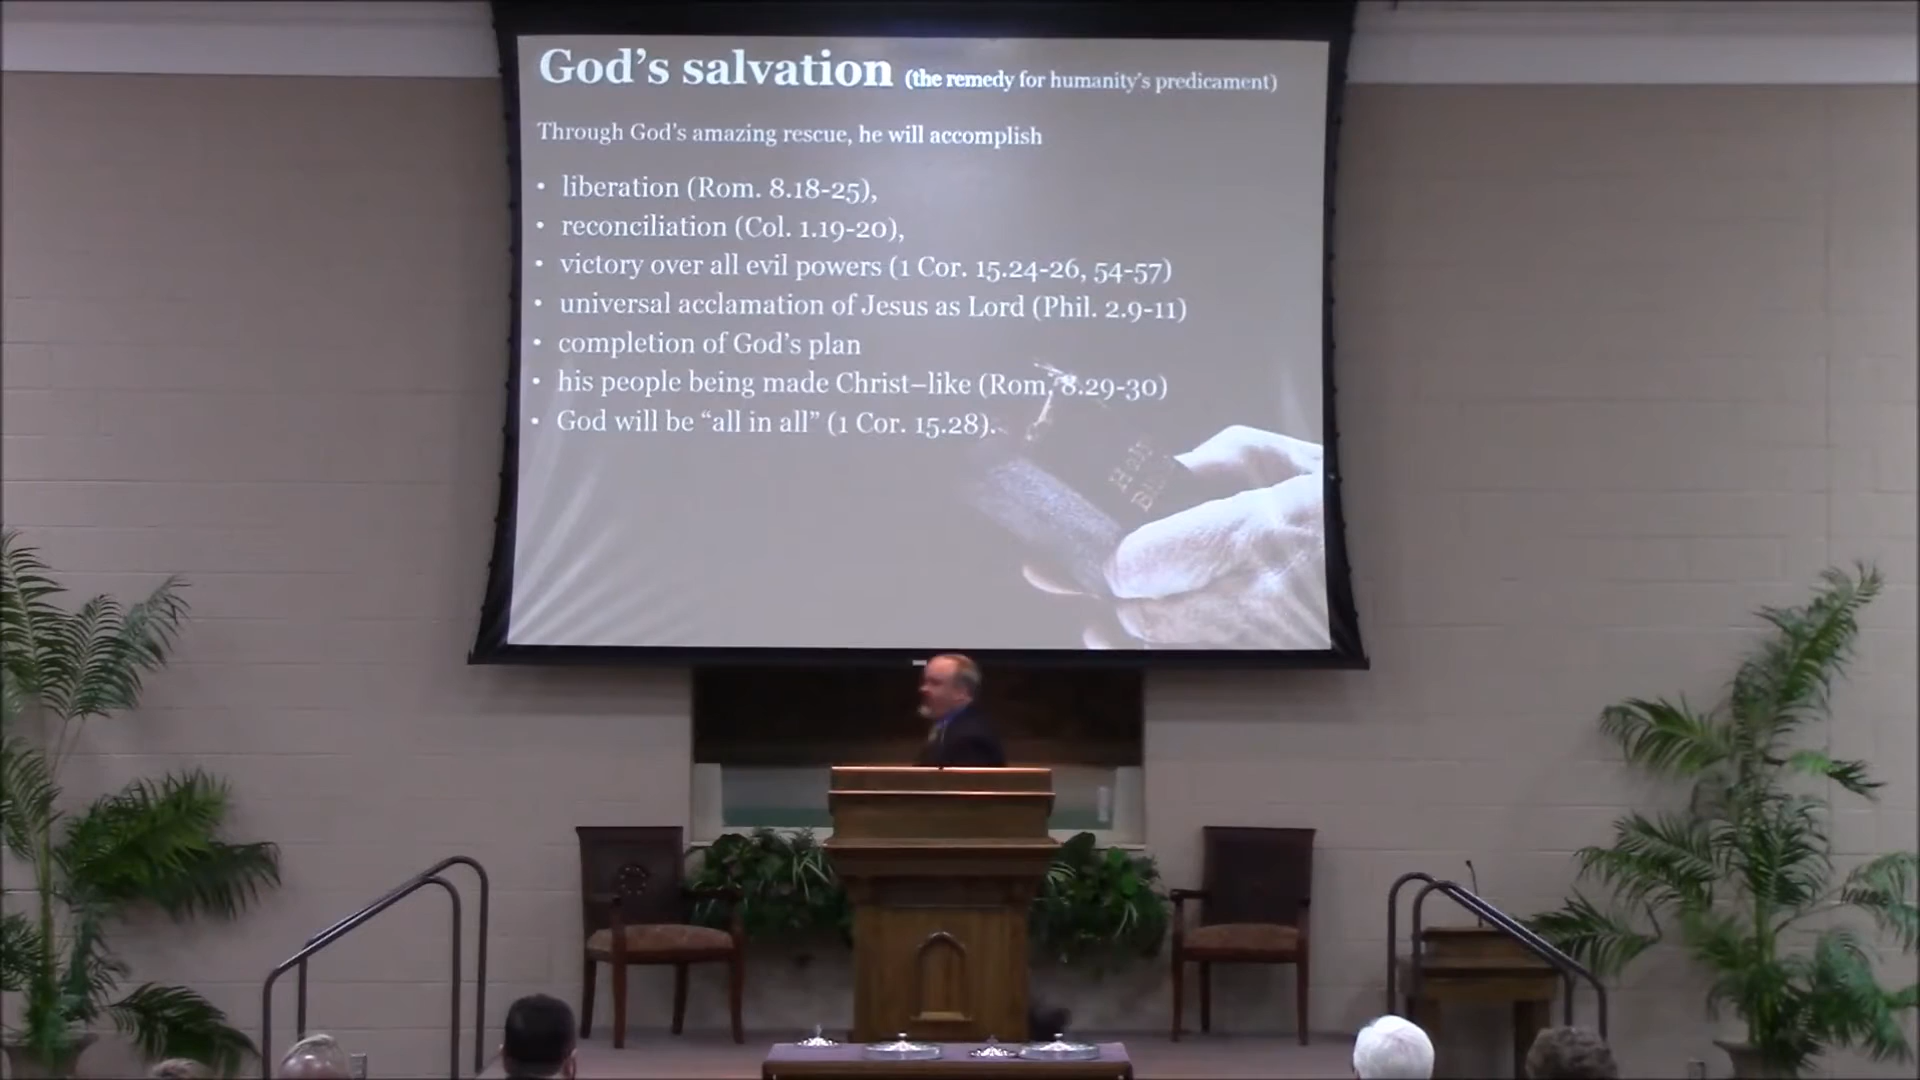 God’s salvation (the remedy for humanity’s predicament)
Through God’s amazing rescue, he will accomplish
• liberation (Rom. 8.18-25),
• reconciliation (Col. 1.19-20),
• victory over all evil powers (1 Cor. 15.24-26, 54-57)
• universal acclamation of Jesus as Lord (Phil. 2.9-11)
• completion of God’s plan
• his people being made Christ–like (Rom. 8.29-30)
• God will be “all in all” (1 Cor. 15.28).
Holy